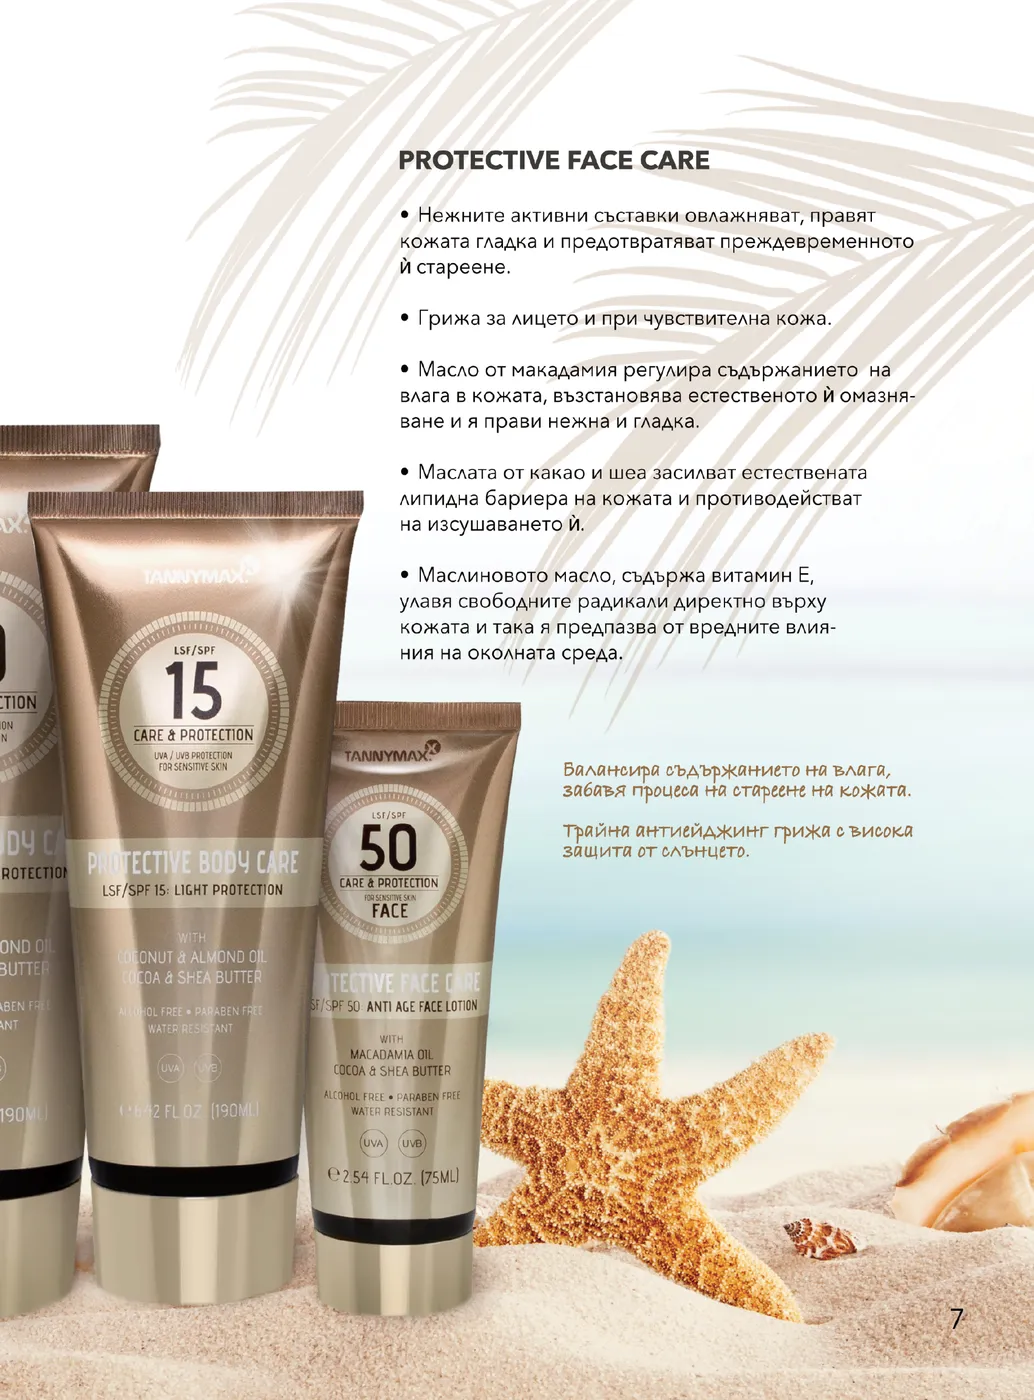 PROTECTIVE FACE CARE
• Нежните активни съставки овлажняват, правят
кожата гладка и предотвратяват преждевременното
ѝ стареене.
• Грижа за лицето и при чувствителна кожа.
• Масло от макадамия регулира съдържанието на
влага в кожата, възстановява естественото ѝ омазня-
ване и я прави нежна и гладка.
• Маслата от какао и шеа засилват естествената
липидна бариера на кожата и противодействат
на изсушаването ѝ.
• Маслиновото масло, съдържа витамин Е,
улавя свободните радикали директно върху
кожата и така я предпазва от вредните влия-
ния на околната среда.
Балансира съдържанието на влага,
забавя процеса на стареене на кожата.
Трайна антиейджинг грижа с висока
защита от слънцето.
TANNYMAX
LSF/SPF
15
CARE & PROTECTION
UVA / UVB PROTECTION
FOR SENSITIVE SKIN
PROTECTIVE BODY CARE
LSF/SPF 15: LIGHT PROTECTION
WITH
COCONUT & ALMOND OIL
COCOA & SHEA BUTTER
ALCOHOL FREE • PARABEN FREE
WATER RESISTANT
UVA UVB
FL.OZ. (190ML)
TANNYMAX
LSF/SPF
50
CARE & PROTECTION
FOR SENSITIVE SKIN
FACE
TECTIVE FACE CARE
SF/SPF 50 ANTI AGE FACE LOTION
WITH
MACADAMIA OIL
COCOA & SHEA BUTTER
ALCOHOL FREE • PARABEN FREE
WATER RESISTANT
UVA UVB
℮ 2.54 FL.OZ. (75ML)
BUTTER
190ML)
7